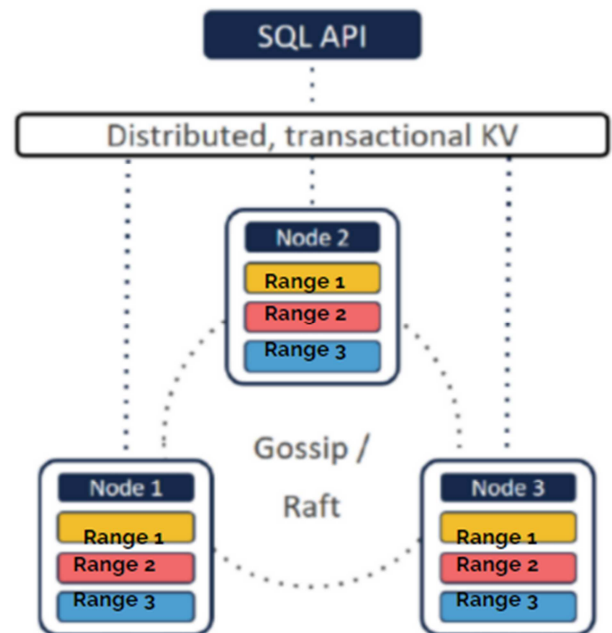 SQL API
Distributed, transactional KV
Node 2
Range 1
Range 2
Range 3
Gossip /
Raft
Node 1
Range 1
Range 2
Range 3
Node 3
Range 1
Range 2
Range 3